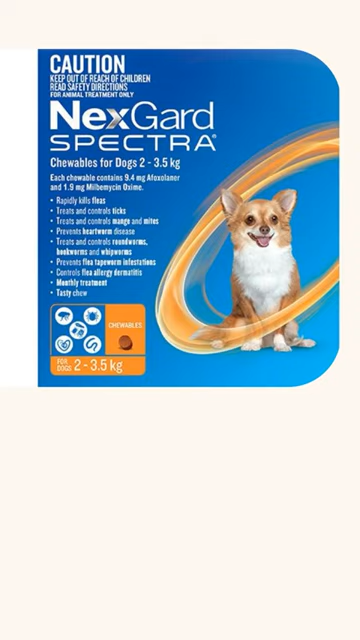 CAUTION
KEEP OUT OF REACH OF CHILDREN
READ SAFETY DIRECTIONS
FOR ANIMAL TREATMENT ONLY
NexGard
SPECTRA®
Chewables for Dogs 2 - 3.5 kg
Each chewable contains 9.4 mg Afoxolaner
and 1.9 mg Milbemycin Oxime.
• Rapidly kills fleas
• Treats and controls ticks
• Treats and controls mange and mites
• Prevents heartworm disease
• Treats and controls roundworms,
hookworms and whipworms
• Prevents flea tapeworm infestations
• Controls flea allergy dermatitis
• Monthly treatment
• Tasty chew
CHEWABLES
FOR
DOGS 2 - 3.5 kg